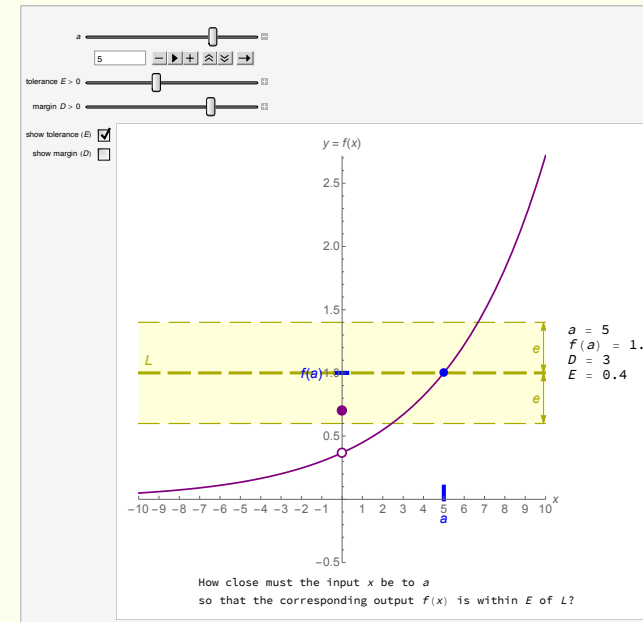 a
5
tolerance E > 0
margin D > 0
show tolerance (E)
show margin (D)
y = f(x)
2.5
2.0
1.5
L
e
f(a) 1.0
e
0.5
x
-10 -9 -8 -7 -6 -5 -4 -3 -2 -1 1 2 3 4 5 6 7 8 9 10
a
-0.5
a = 5
f(a) = 1.
D = 3
E = 0.4
How close must the input x be to a
so that the corresponding output f(x) is within E of L?